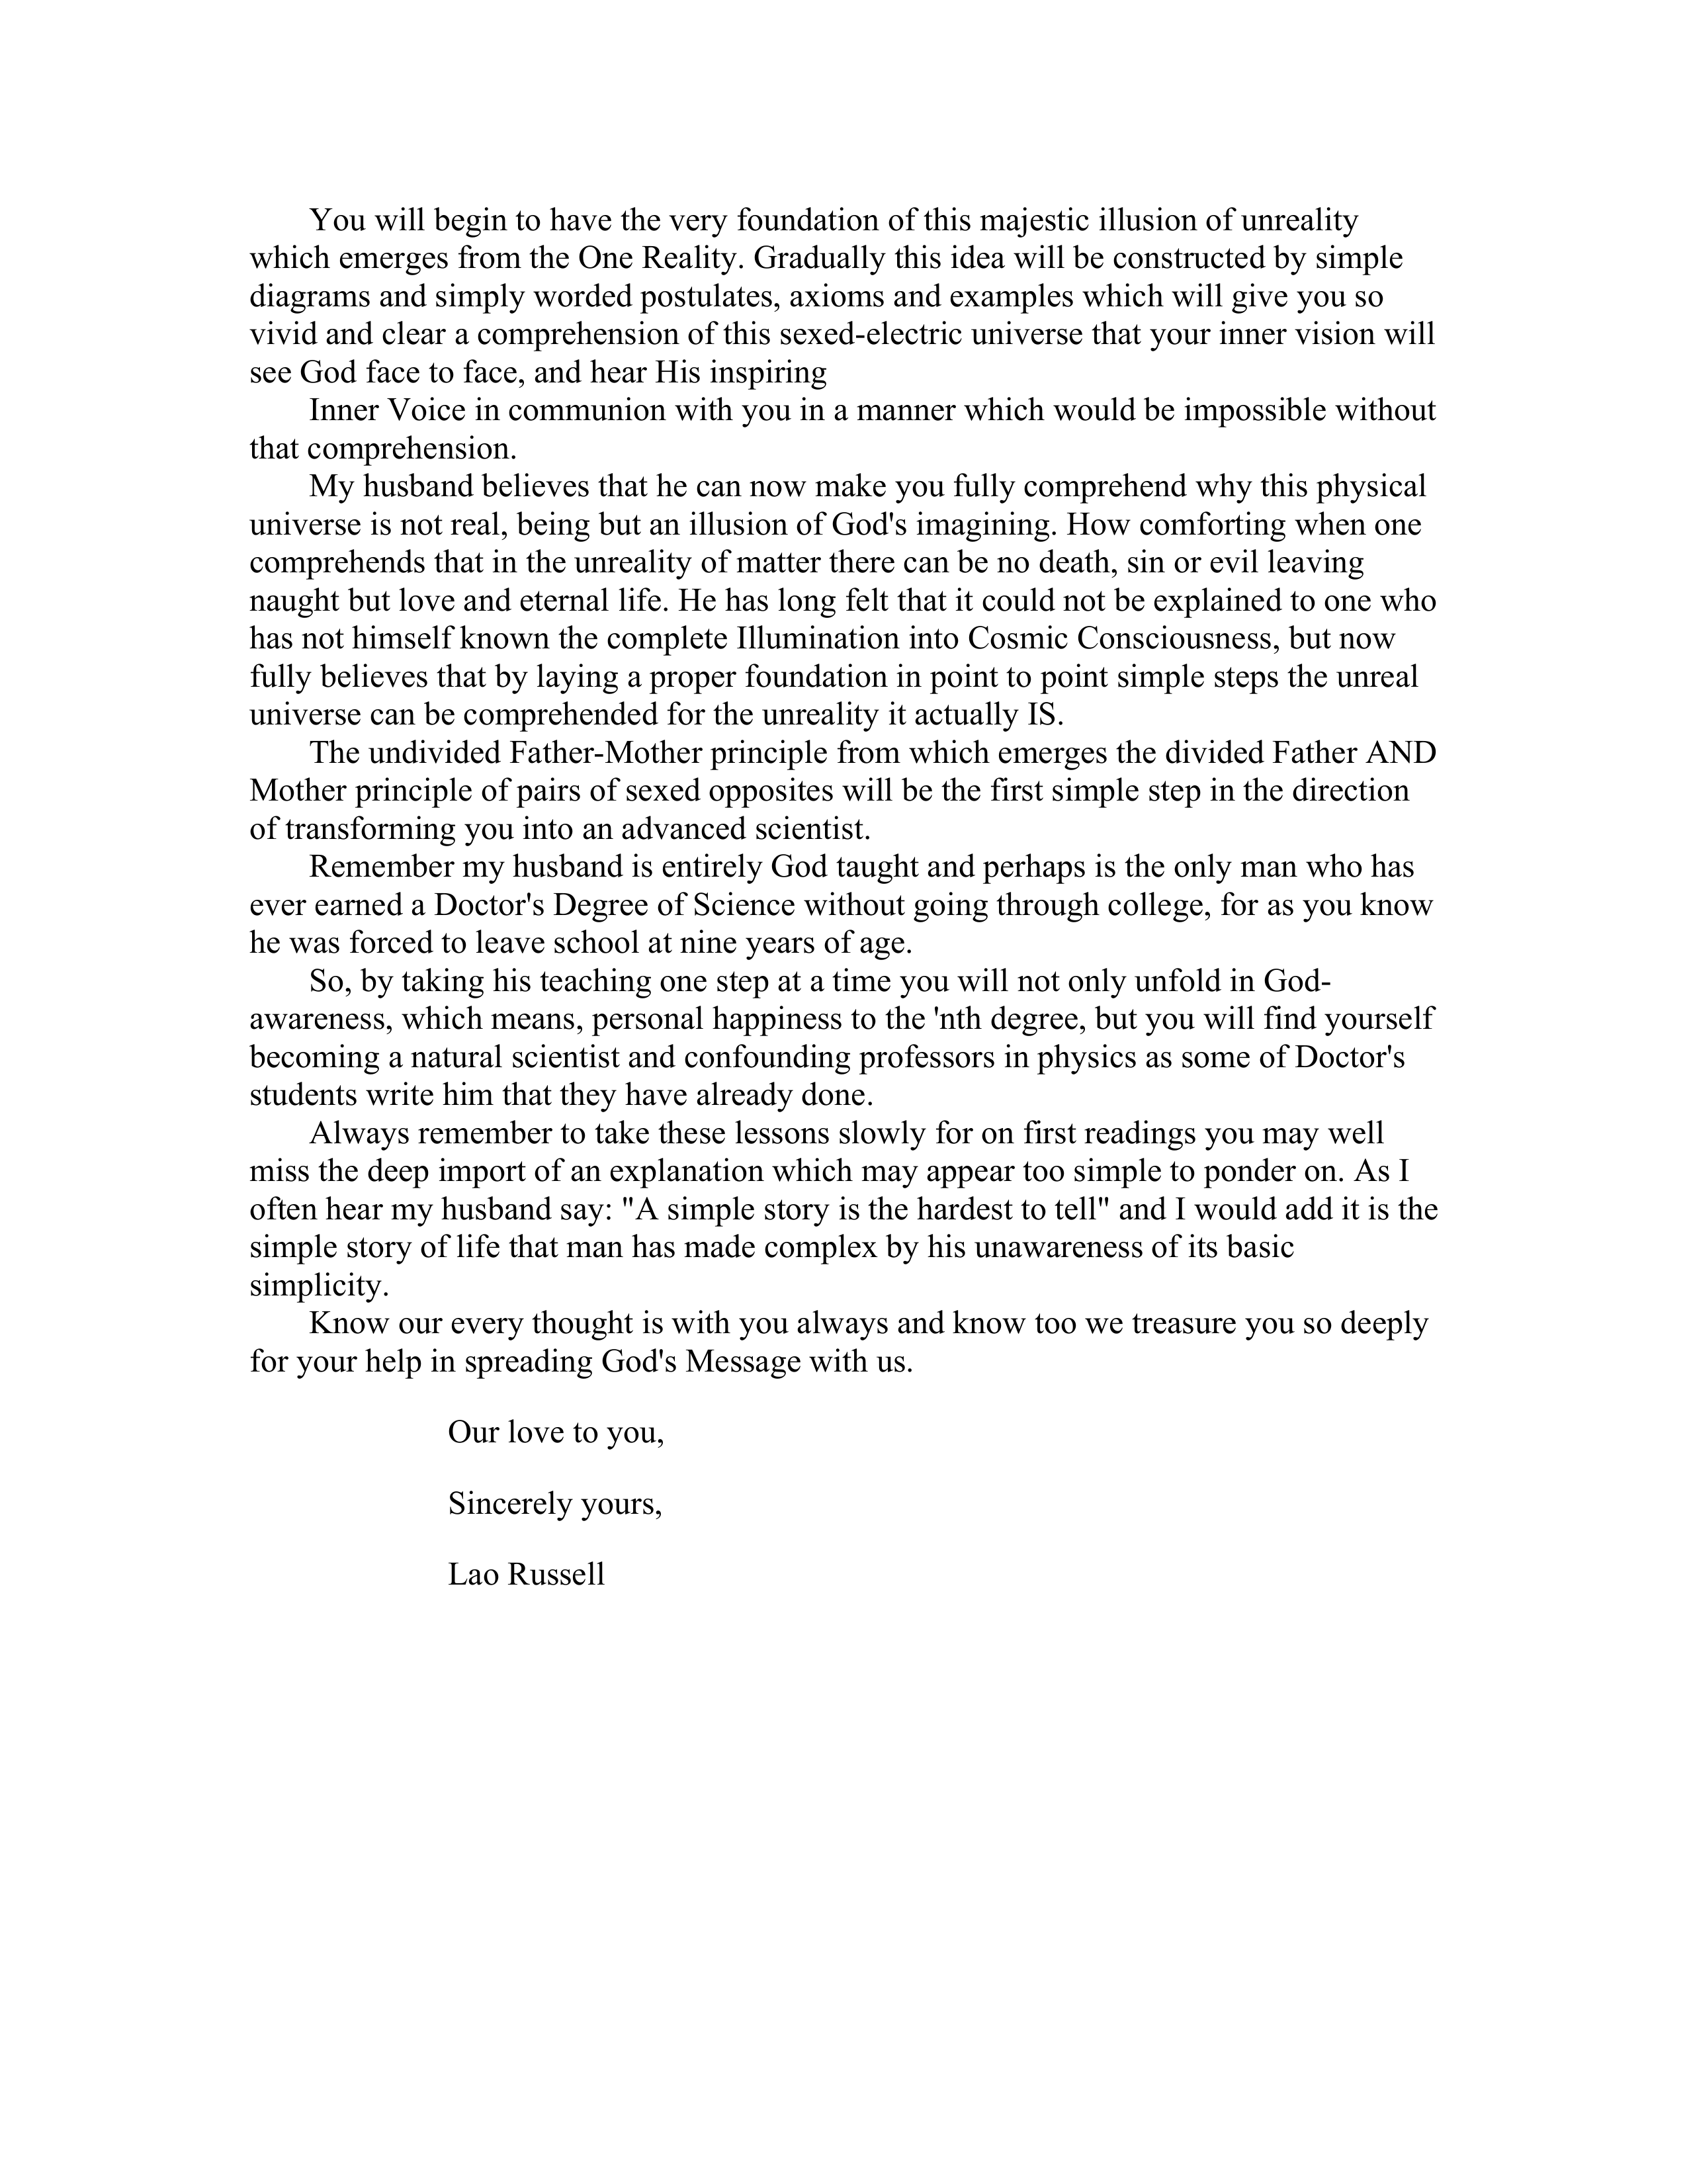 You will begin to have the very foundation of this majestic illusion of unreality
which emerges from the One Reality. Gradually this idea will be constructed by simple
diagrams and simply worded postulates, axioms and examples which will give you so
vivid and clear a comprehension of this sexed-electric universe that your inner vision will
see God face to face, and hear His inspiring
Inner Voice in communion with you in a manner which would be impossible without
that comprehension.
My husband believes that he can now make you fully comprehend why this physical
universe is not real, being but an illusion of God's imagining. How comforting when one
comprehends that in the unreality of matter there can be no death, sin or evil leaving
naught but love and eternal life. He has long felt that it could not be explained to one who
has not himself known the complete Illumination into Cosmic Consciousness, but now
fully believes that by laying a proper foundation in point to point simple steps the unreal
universe can be comprehended for the unreality it actually IS.
The undivided Father-Mother principle from which emerges the divided Father AND
Mother principle of pairs of sexed opposites will be the first simple step in the direction
of transforming you into an advanced scientist.
Remember my husband is entirely God taught and perhaps is the only man who has
ever earned a Doctor's Degree of Science without going through college, for as you know
he was forced to leave school at nine years of age.
So, by taking his teaching one step at a time you will not only unfold in God-
awareness, which means, personal happiness to the 'nth degree, but you will find yourself
becoming a natural scientist and confounding professors in physics as some of Doctor's
students write him that they have already done.
Always remember to take these lessons slowly for on first readings you may well
miss the deep import of an explanation which may appear too simple to ponder on. As I
often hear my husband say: "A simple story is the hardest to tell" and I would add it is the
simple story of life that man has made complex by his unawareness of its basic
simplicity.
Know our every thought is with you always and know too we treasure you so deeply
for your help in spreading God's Message with us.
Our love to you,
Sincerely yours,
Lao Russell